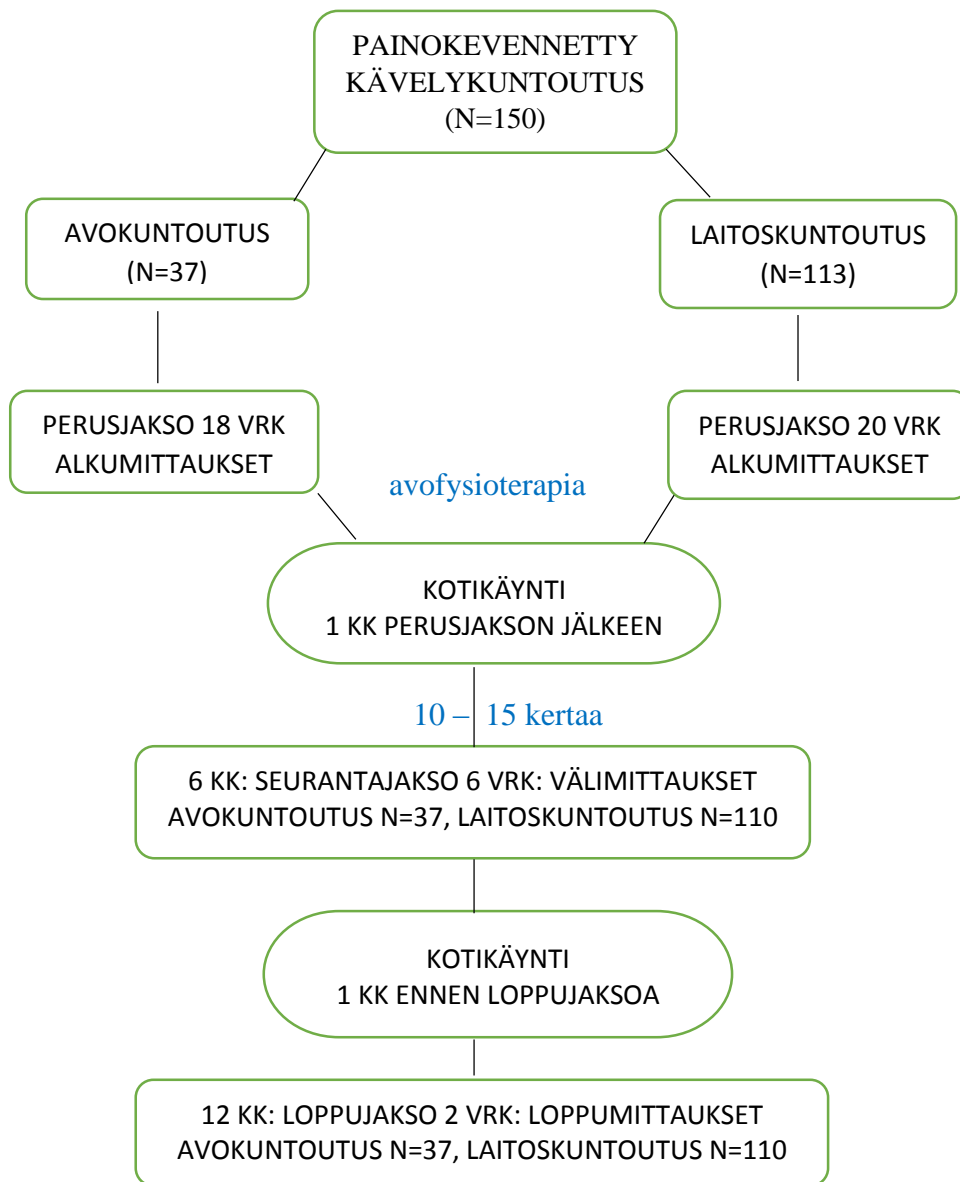 PAINOKEVENNETTY
KÄVELYKUNTOUTUS
(N=150)
AVOKUNTOUTUS
(N=37)
LAITOSKUNTOUTUS
(N=113)
PERUSJAKSO 18 VRK
ALKUMITTAUKSET
PERUSJAKSO 20 VRK
ALKUMITTAUKSET
avofysioterapia
KOTIKÄYNTI
1 KK PERUSJAKSON JÄLKEEN
10 – 15 kertaa
6 KK: SEURANTAJAKSO 6 VRK: VÄLIMITTAUKSET
AVOKUNTOUTUS N=37, LAITOSKUNTOUTUS N=110
KOTIKÄYNTI
1 KK ENNEN LOPPUJAKSOA
12 KK: LOPPUJAKSO 2 VRK: LOPPUMITTAUKSET
AVOKUNTOUTUS N=37, LAITOSKUNTOUTUS N=110